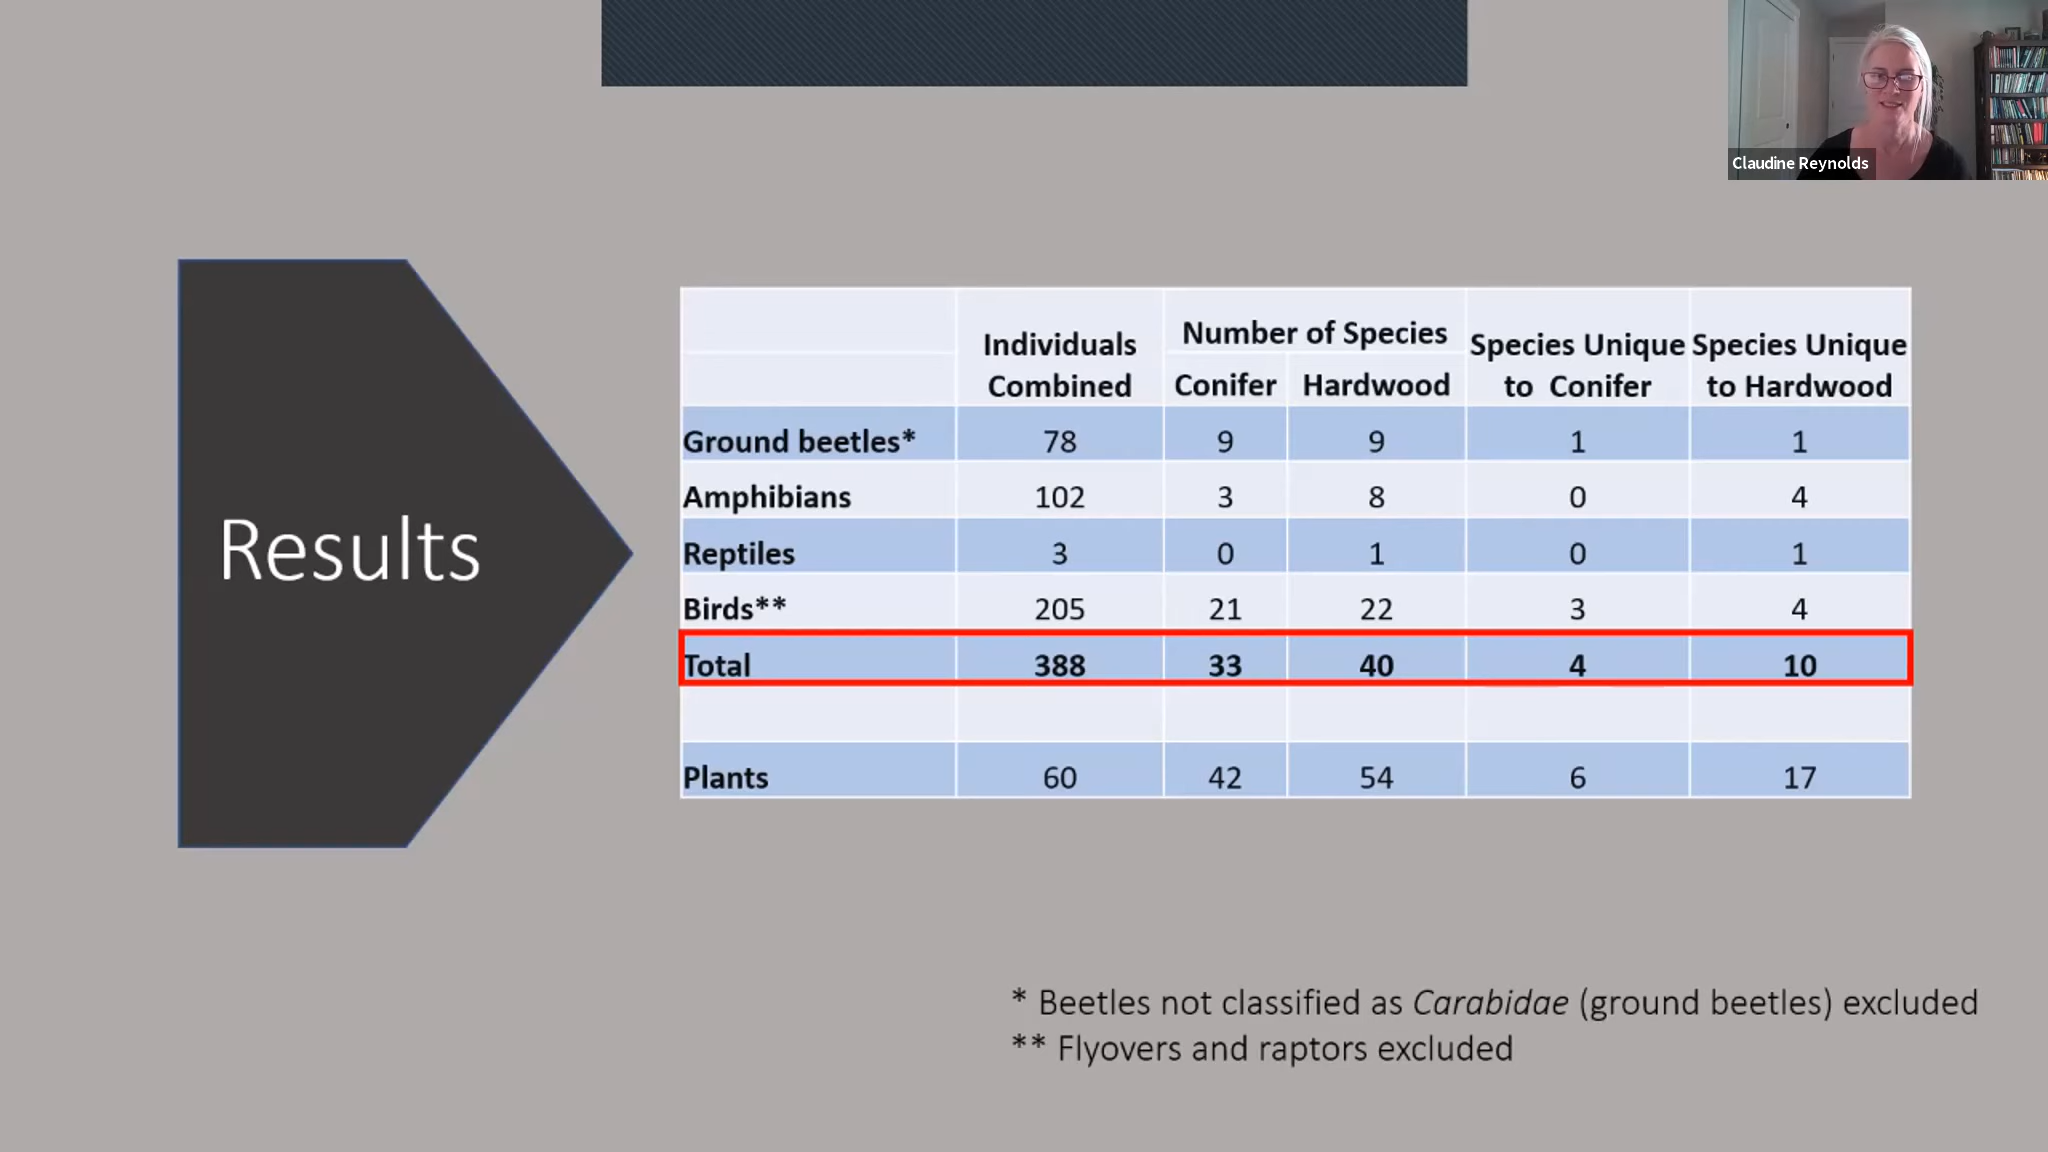 Claudine Reynolds
Results
Individuals Combined Number of Species Species Unique to Conifer Species Unique to Hardwood
Conifer Hardwood
Ground beetles* 78 9 9 1 1
Amphibians 102 3 8 0 4
Reptiles 3 0 1 0 1
Birds** 205 21 22 3 4
Total 388 33 40 4 10
Plants 60 42 54 6 17
* Beetles not classified as Carabidae (ground beetles) excluded
** Flyovers and raptors excluded